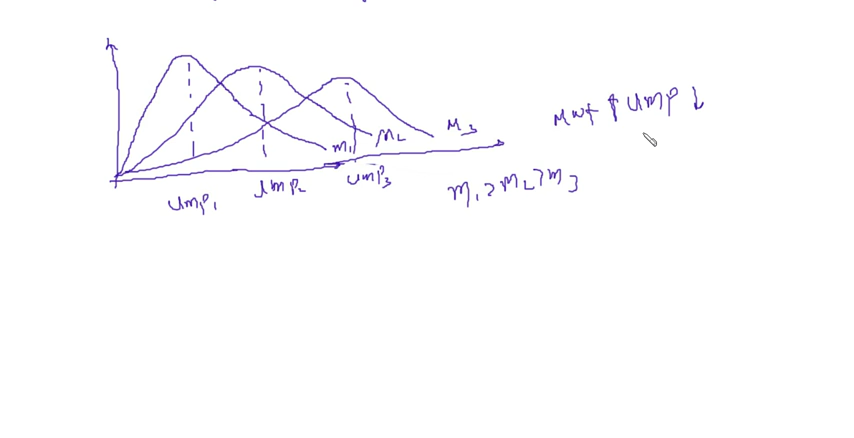 Mwt ↑ UMP ↓
M1 M2 M3
UMP1 UMP2 UMP3
M1 > M2 > M3